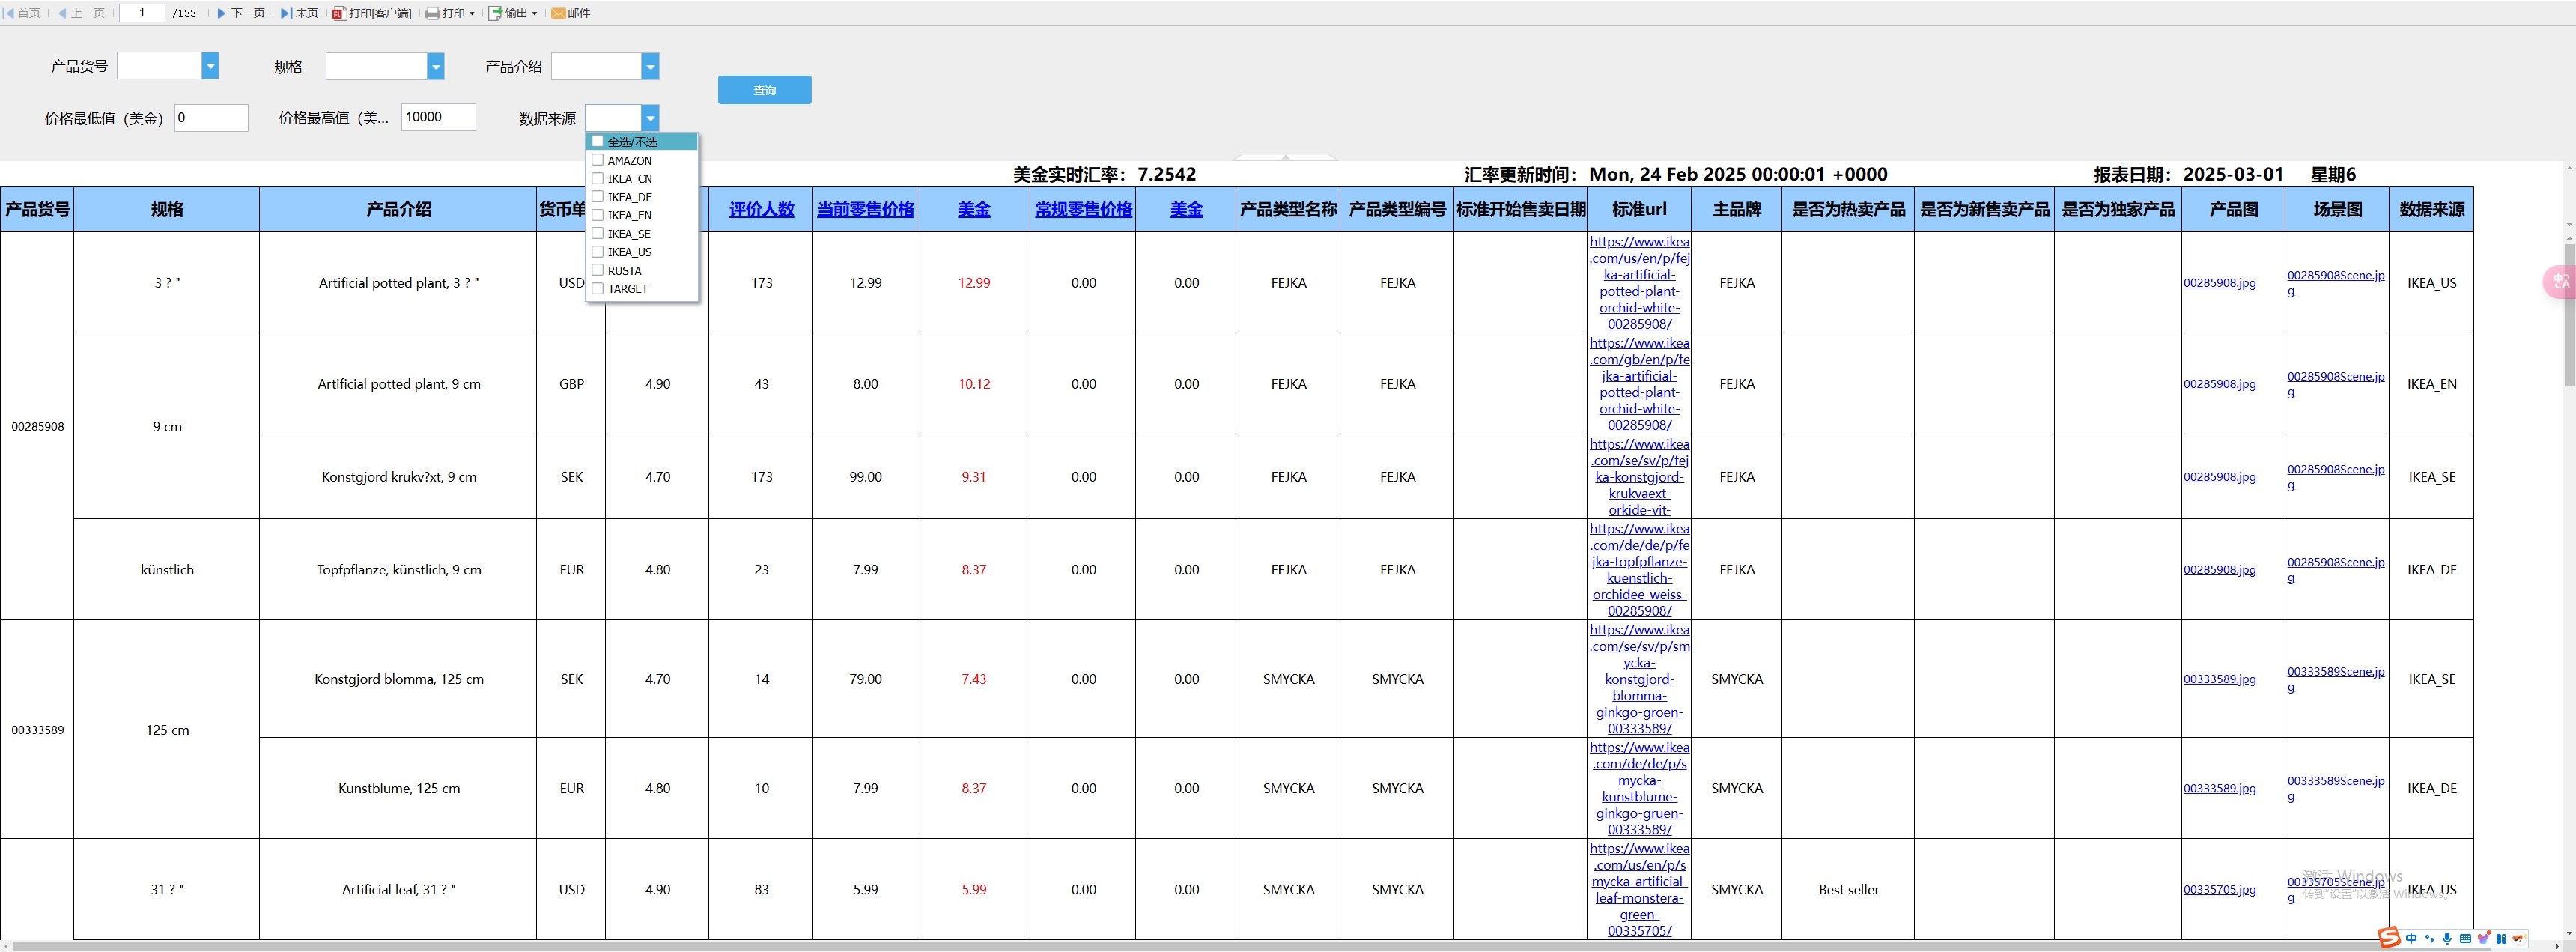 首页 上一页 1 /133 下一页 末页 打印[客户端] 打印 输出 邮件
产品货号 规格 产品介绍
查询
价格最低值（美金） 0 价格最高值（美... 10000 数据来源
全选/不选
AMAZON
IKEA_CN
IKEA_DE
IKEA_EN
IKEA_SE
IKEA_US
RUSTA
TARGET
美金实时汇率：7.2542 汇率更新时间：Mon, 24 Feb 2025 00:00:01 +0000 报表日期：2025-03-01 星期6
产品货号 规格 产品介绍 货币单 评价人数 当前零售价格 美金 常规零售价格 美金 产品类型名称 产品类型编号 标准开始售卖日期 标准url 主品牌 是否为热卖产品 是否为新售卖产品 是否为独家产品 产品图 场景图 数据来源
00285908
3 ? " Artificial potted plant, 3 ? " USD 173 12.99 12.99 0.00 0.00 FEJKA FEJKA
https://www.ikea
.com/us/en/p/fej
ka-artificial-
potted-plant-
orchid-white-
00285908/
FEJKA 00285908.jpg 00285908Scene.jp
g
IKEA_US
9 cm
Artificial potted plant, 9 cm GBP 4.90 43 8.00 10.12 0.00 0.00 FEJKA FEJKA
https://www.ikea
.com/gb/en/p/fe
jka-artificial-
potted-plant-
orchid-white-
00285908/
FEJKA 00285908.jpg 00285908Scene.jp
g
IKEA_EN
Konstgjord krukv?xt, 9 cm SEK 4.70 173 99.00 9.31 0.00 0.00 FEJKA FEJKA
https://www.ikea
.com/se/sv/p/fej
ka-konstgjord-
krukvaext-
orkide-vit-
FEJKA 00285908.jpg 00285908Scene.jp
g
IKEA_SE
künstlich Topfpflanze, künstlich, 9 cm EUR 4.80 23 7.99 8.37 0.00 0.00 FEJKA FEJKA
https://www.ikea
.com/de/de/p/fe
jka-topfpflanze-
kuenstlich-
orchidee-weiss-
00285908/
FEJKA 00285908.jpg 00285908Scene.jp
g
IKEA_DE
00333589
125 cm
Konstgjord blomma, 125 cm SEK 4.70 14 79.00 7.43 0.00 0.00 SMYCKA SMYCKA
https://www.ikea
.com/se/sv/p/sm
ycka-
konstgjord-
blomma-
ginkgo-groen-
00333589/
SMYCKA 00333589.jpg 00333589Scene.jp
g
IKEA_SE
Kunstblume, 125 cm EUR 4.80 10 7.99 8.37 0.00 0.00 SMYCKA SMYCKA
https://www.ikea
.com/de/de/p/s
mycka-
kunstblume-
ginkgo-gruen-
00333589/
SMYCKA 00333589.jpg 00333589Scene.jp
g
IKEA_DE
31 ? " Artificial leaf, 31 ? " USD 4.90 83 5.99 5.99 0.00 0.00 SMYCKA SMYCKA
https://www.ikea
.com/us/en/p/s
mycka-artificial-
leaf-monstera-
green-
00335705/
SMYCKA Best seller 00335705.jpg 00335705Scene.jp
g
IKEA_US
激活 Windows
转到"设置"以激活 Windows。
中